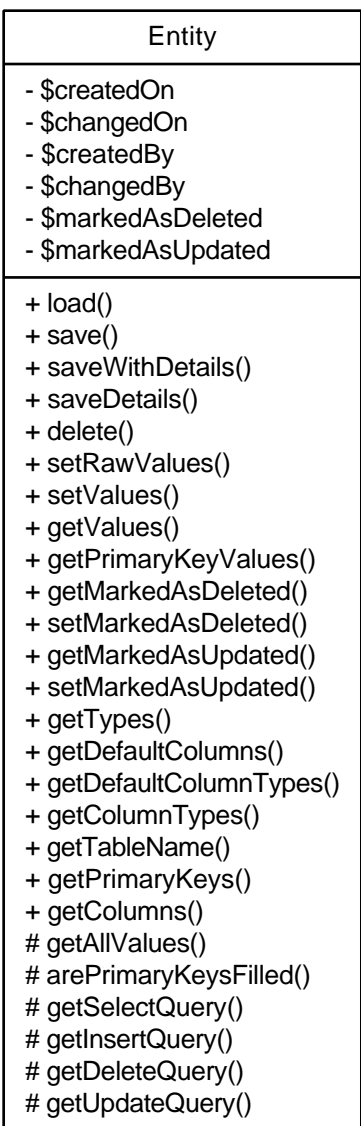 Entity
- $createdOn
- $changedOn
- $createdBy
- $changedBy
- $markedAsDeleted
- $markedAsUpdated
+ load()
+ save()
+ saveWithDetails()
+ saveDetails()
+ delete()
+ setRawValues()
+ setValues()
+ getValues()
+ getPrimaryKeyValues()
+ getMarkedAsDeleted()
+ setMarkedAsDeleted()
+ getMarkedAsUpdated()
+ setMarkedAsUpdated()
+ getTypes()
+ getDefaultColumns()
+ getDefaultColumnTypes()
+ getColumnTypes()
+ getTableName()
+ getPrimaryKeys()
+ getColumns()
# getAllValues()
# arePrimaryKeysFilled()
# getSelectQuery()
# getInsertQuery()
# getDeleteQuery()
# getUpdateQuery()